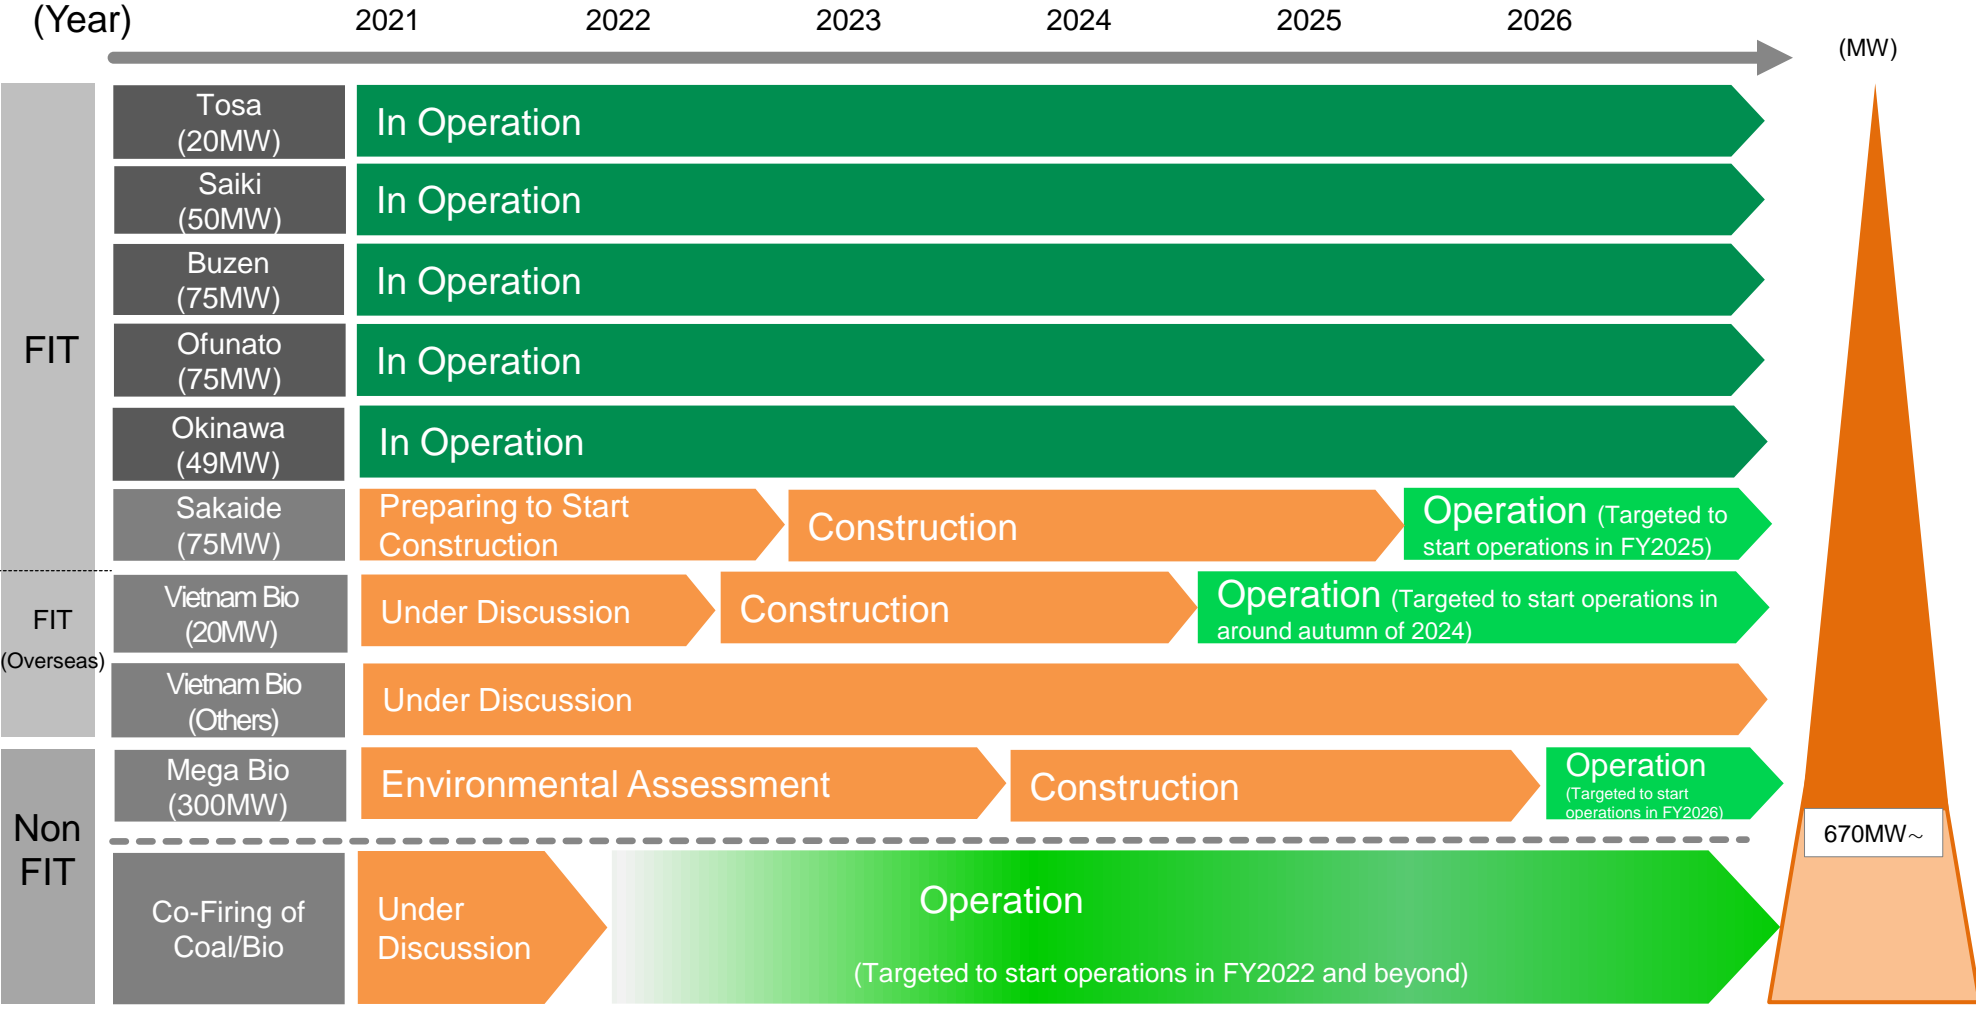 (Year)
2021
2022
2023
2024
2025
2026
(MW)
FIT
Tosa
(20MW)
In Operation
Saiki
(50MW)
In Operation
Buzen
(75MW)
In Operation
Ofunato
(75MW)
In Operation
Okinawa
(49MW)
In Operation
Sakaide
(75MW)
Preparing to Start
Construction
Construction
Operation (Targeted to
start operations in FY2025)
FIT
(Overseas)
Vietnam Bio
(20MW)
Under Discussion
Construction
Operation (Targeted to start operations in
around autumn of 2024)
Vietnam Bio
(Others)
Under Discussion
Non
FIT
Mega Bio
(300MW)
Environmental Assessment
Construction
Operation
(Targeted to start
operations in FY2026)
670MW~
Co-Firing of
Coal/Bio
Under
Discussion
Operation
(Targeted to start operations in FY2022 and beyond)